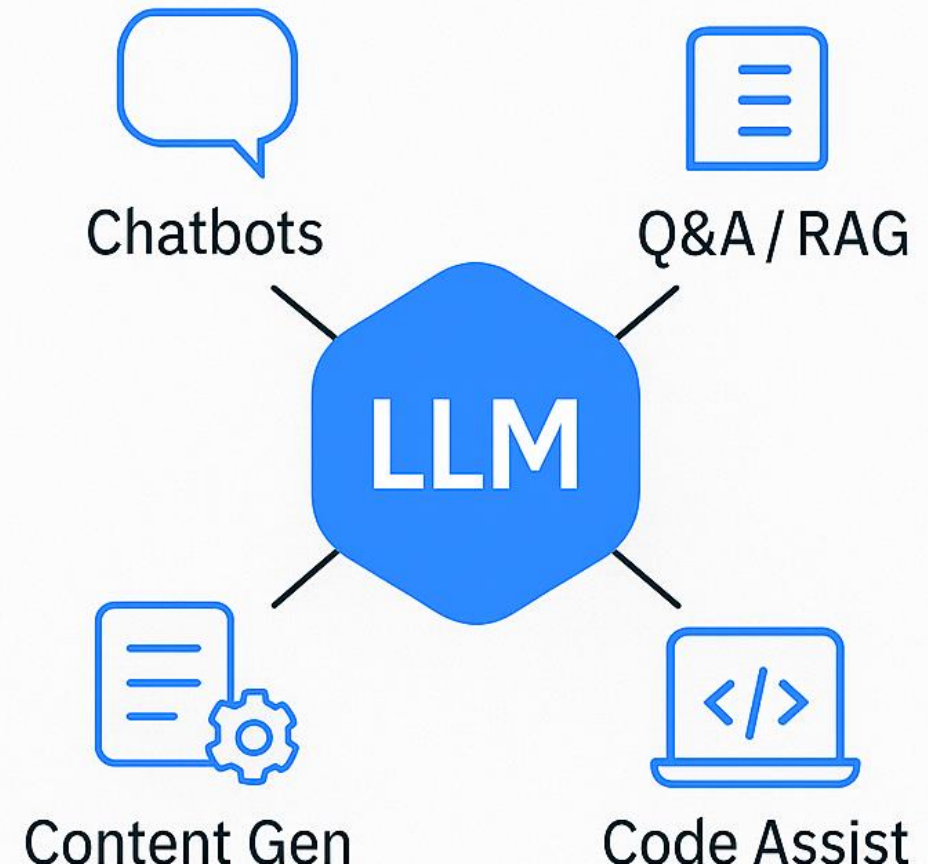 Chatbots
Q&A / RAG
LLM
</>
Content Gen
Code Assist